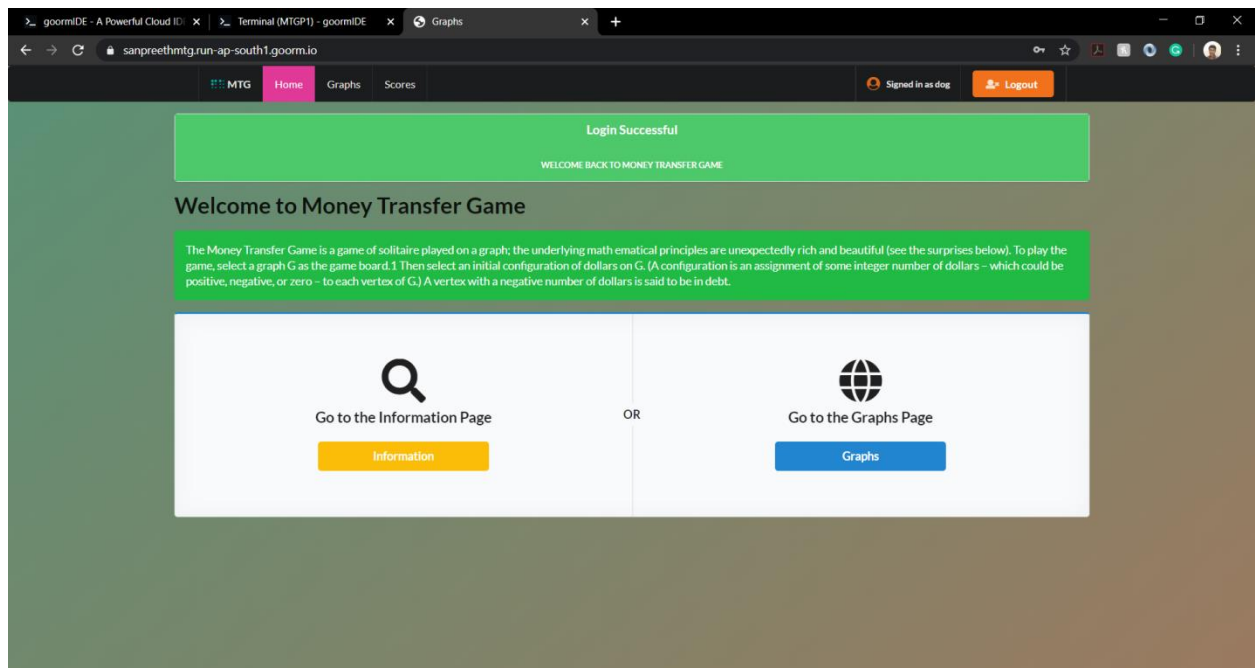 goormIDE - A Powerful Cloud ID
Terminal (MTGP1) - goormIDE
Graphs
sanpreethmtg.run-ap-south1.goorm.io
MTG
Home
Graphs
Scores
Signed in as dog
Logout
Login Successful
WELCOME BACK TO MONEY TRANSFER GAME
Welcome to Money Transfer Game
The Money Transfer Game is a game of solitaire played on a graph; the underlying math ematical principles are unexpectedly rich and beautiful (see the surprises below). To play the
game, select a graph G as the game board.1 Then select an initial configuration of dollars on G. (A configuration is an assignment of some integer number of dollars – which could be
positive, negative, or zero – to each vertex of G.) A vertex with a negative number of dollars is said to be in debt.
Go to the Information Page
Information
OR
Go to the Graphs Page
Graphs